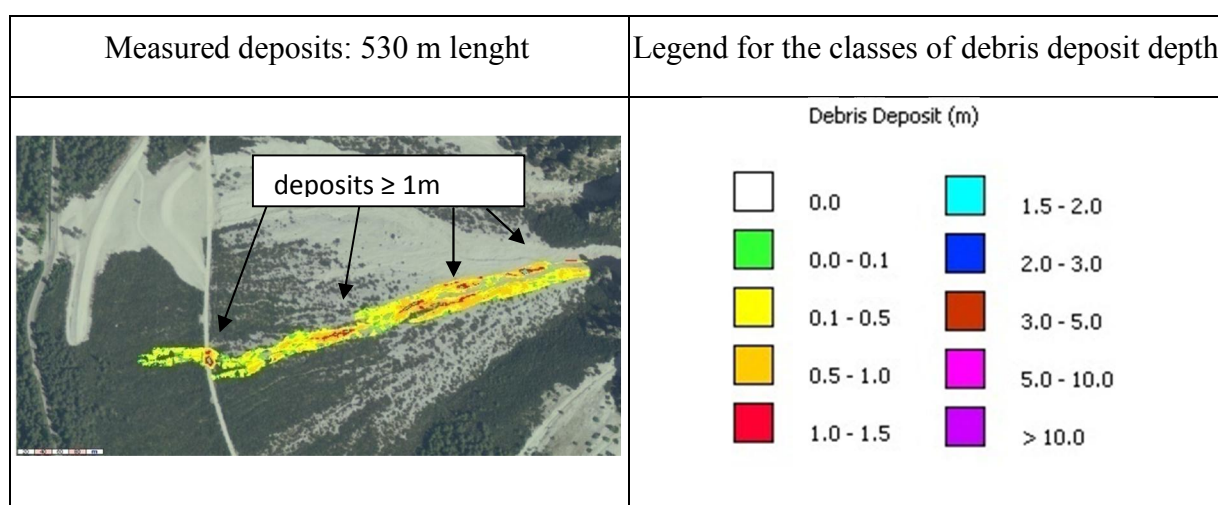 Measured deposits: 530 m lenght
Legend for the classes of debris deposit depth
deposits ≥ 1m
Debris Deposit (m)
0.0
0.0 - 0.1
0.1 - 0.5
0.5 - 1.0
1.0 - 1.5
1.5 - 2.0
2.0 - 3.0
3.0 - 5.0
5.0 - 10.0
> 10.0